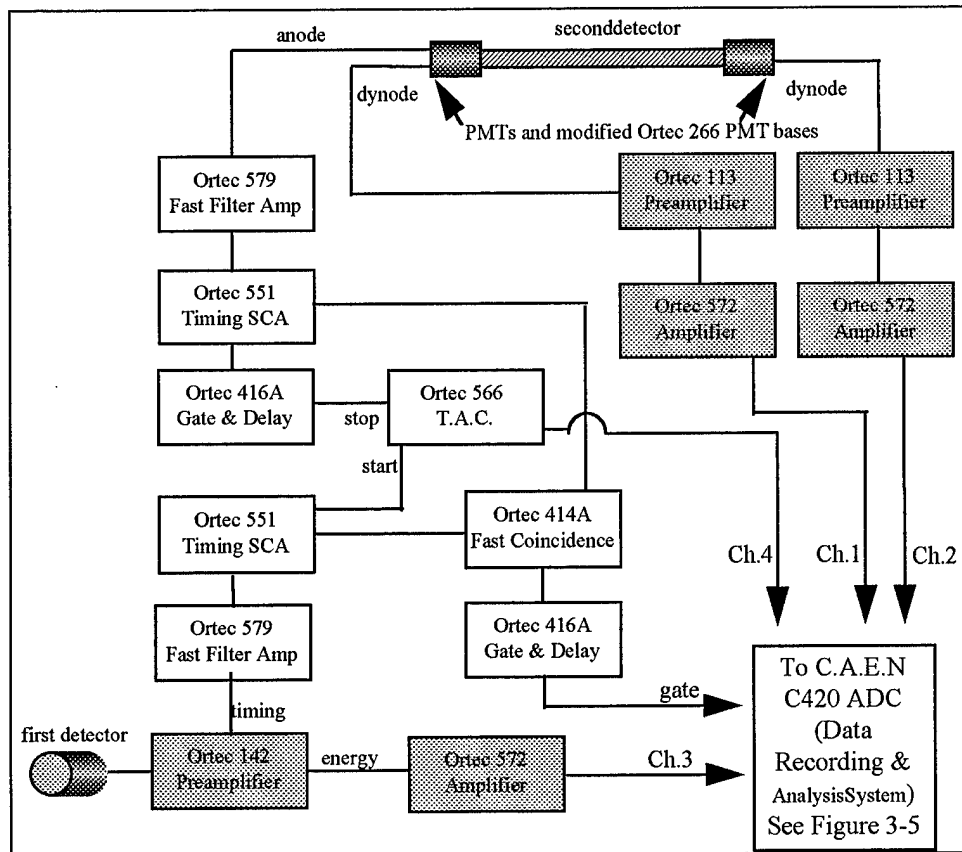 anode
seconddetector
dynode
dynode
PMTs and modified Ortec 266 PMT bases
Ortec 579
Fast Filter Amp
Ortec 113
Preamplifier
Ortec 113
Preamplifier
Ortec 551
Timing SCA
Ortec 572
Amplifier
Ortec 572
Amplifier
Ortec 416A
Gate & Delay
stop
Ortec 566
T.A.C.
start
Ortec 551
Timing SCA
Ortec 414A
Fast Coincidence
Ch.4
Ch.1
Ch.2
Ortec 579
Fast Filter Amp
Ortec 416A
Gate & Delay
timing
gate
To C.A.E.N
C420 ADC
(Data
Recording &
AnalysisSystem)
See Figure 3-5
first detector
Ortec 142
Preamplifier
energy
Ortec 572
Amplifier
Ch.3